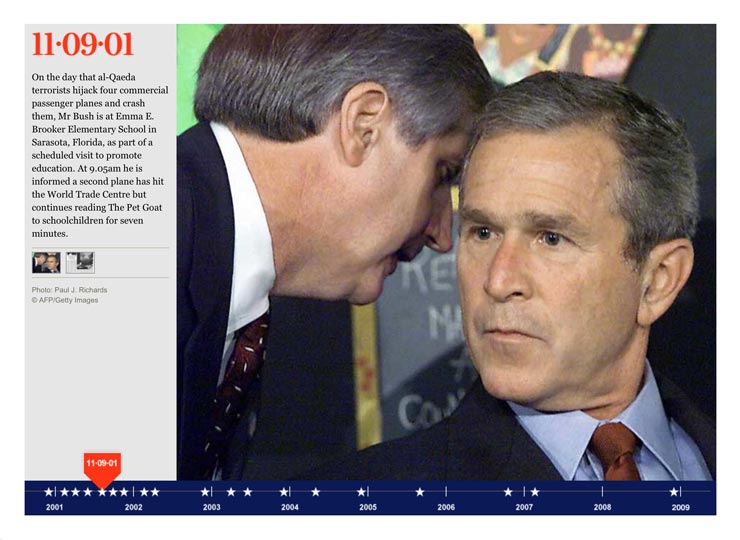 11·09·01
On the day that al-Qaeda
terrorists hijack four commercial
passenger planes and crash
them, Mr Bush is at Emma E.
Brooker Elementary School in
Sarasota, Florida, as part of a
scheduled visit to promote
education. At 9.05am he is
informed a second plane has hit
the World Trade Centre but
continues reading The Pet Goat
to schoolchildren for seven
minutes.
Photo: Paul J. Richards
© AFP/Getty Images
11·09·01
2001 2002 2003 2004 2005 2006 2007 2008 2009